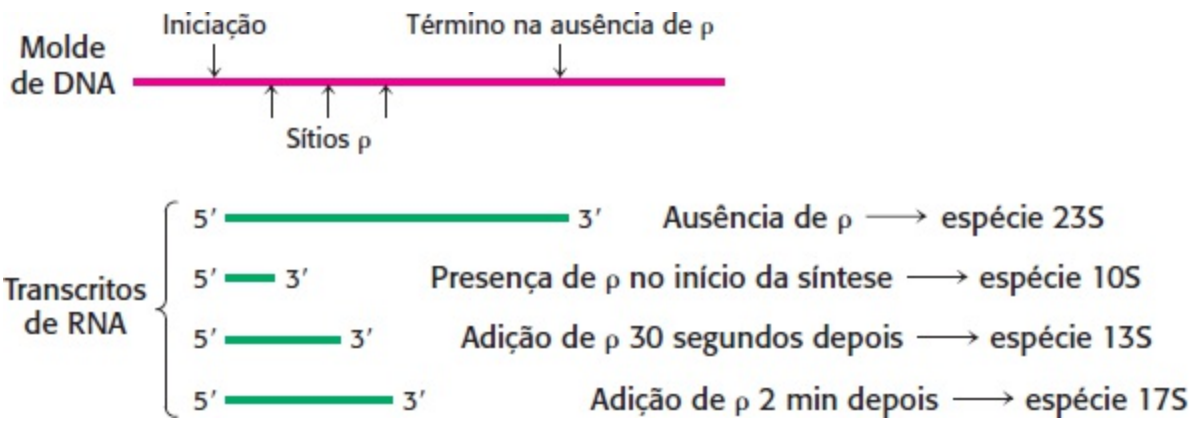 Iniciação
Término na ausência de ρ
Molde
de DNA
Sítios ρ
5′ 3′ Ausência de ρ → espécie 23S
5′ 3′ Presença de ρ no início da síntese → espécie 10S
Transcritos
de RNA
5′ 3′ Adição de ρ 30 segundos depois → espécie 13S
5′ 3′ Adição de ρ 2 min depois → espécie 17S